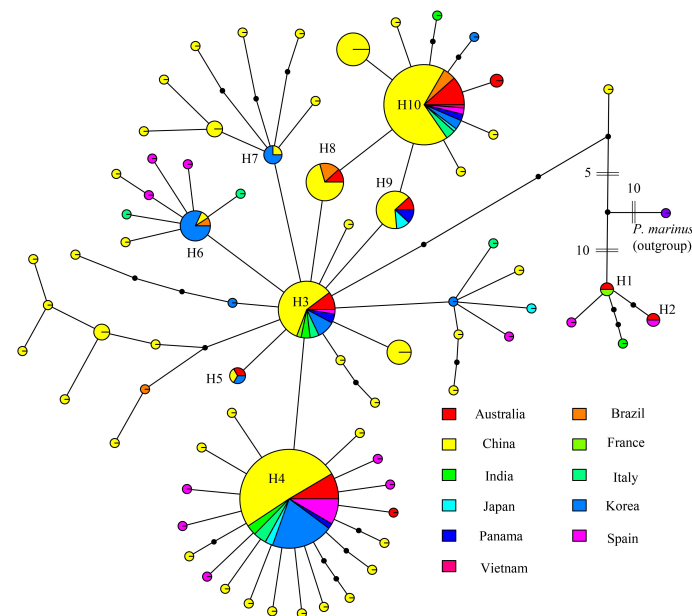 H10
H8
H7
H9
5
10
P. marinus
(outgroup)
H6
10
H1
H3
H2
H5
Australia
Brazil
China
France
India
Italy
H4
Japan
Korea
Panama
Spain
Vietnam